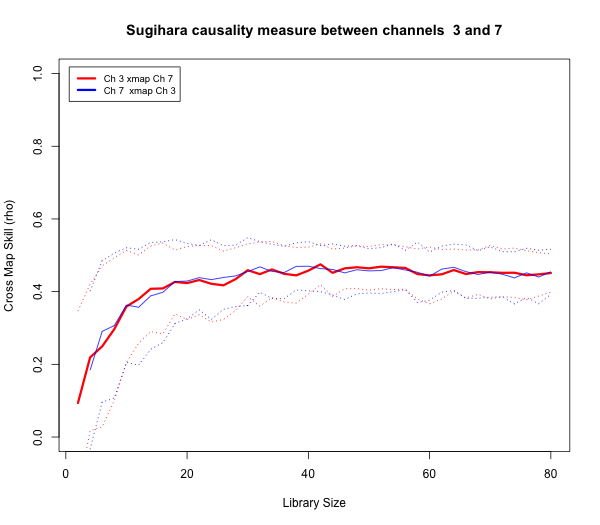 Sugihara causality measure between channels  3 and 7
Ch 3 xmap Ch 7
Ch 7  xmap Ch 3
Cross Map Skill (rho)
1.0
0.8
0.6
0.4
0.2
0.0
0 20 40 60 80
Library Size